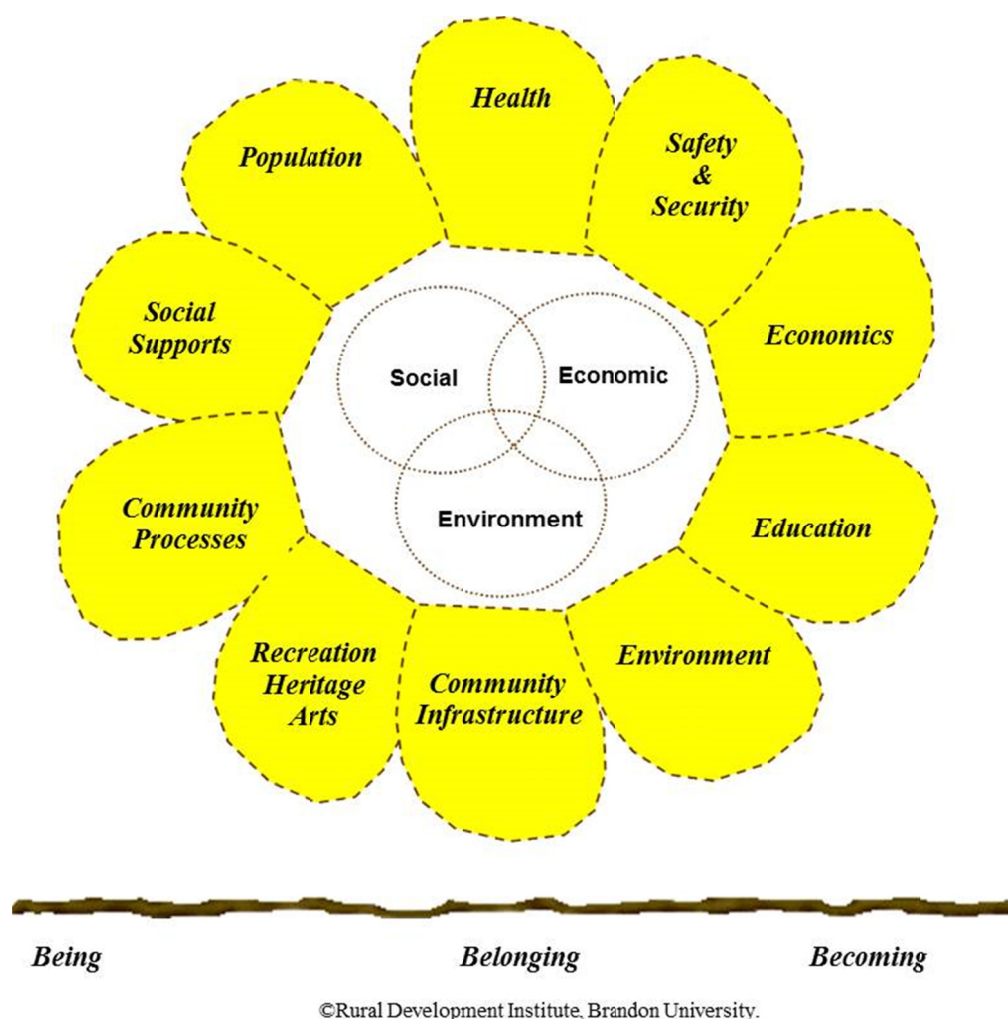 Health
Safety
&
Security
Population
Economics
Social
Supports
Social
Economic
Community
Processes
Environment
Education
Recreation
Heritage
Arts
Community
Infrastructure
Environment
Being
Belonging
Becoming
©Rural Development Institute, Brandon University.